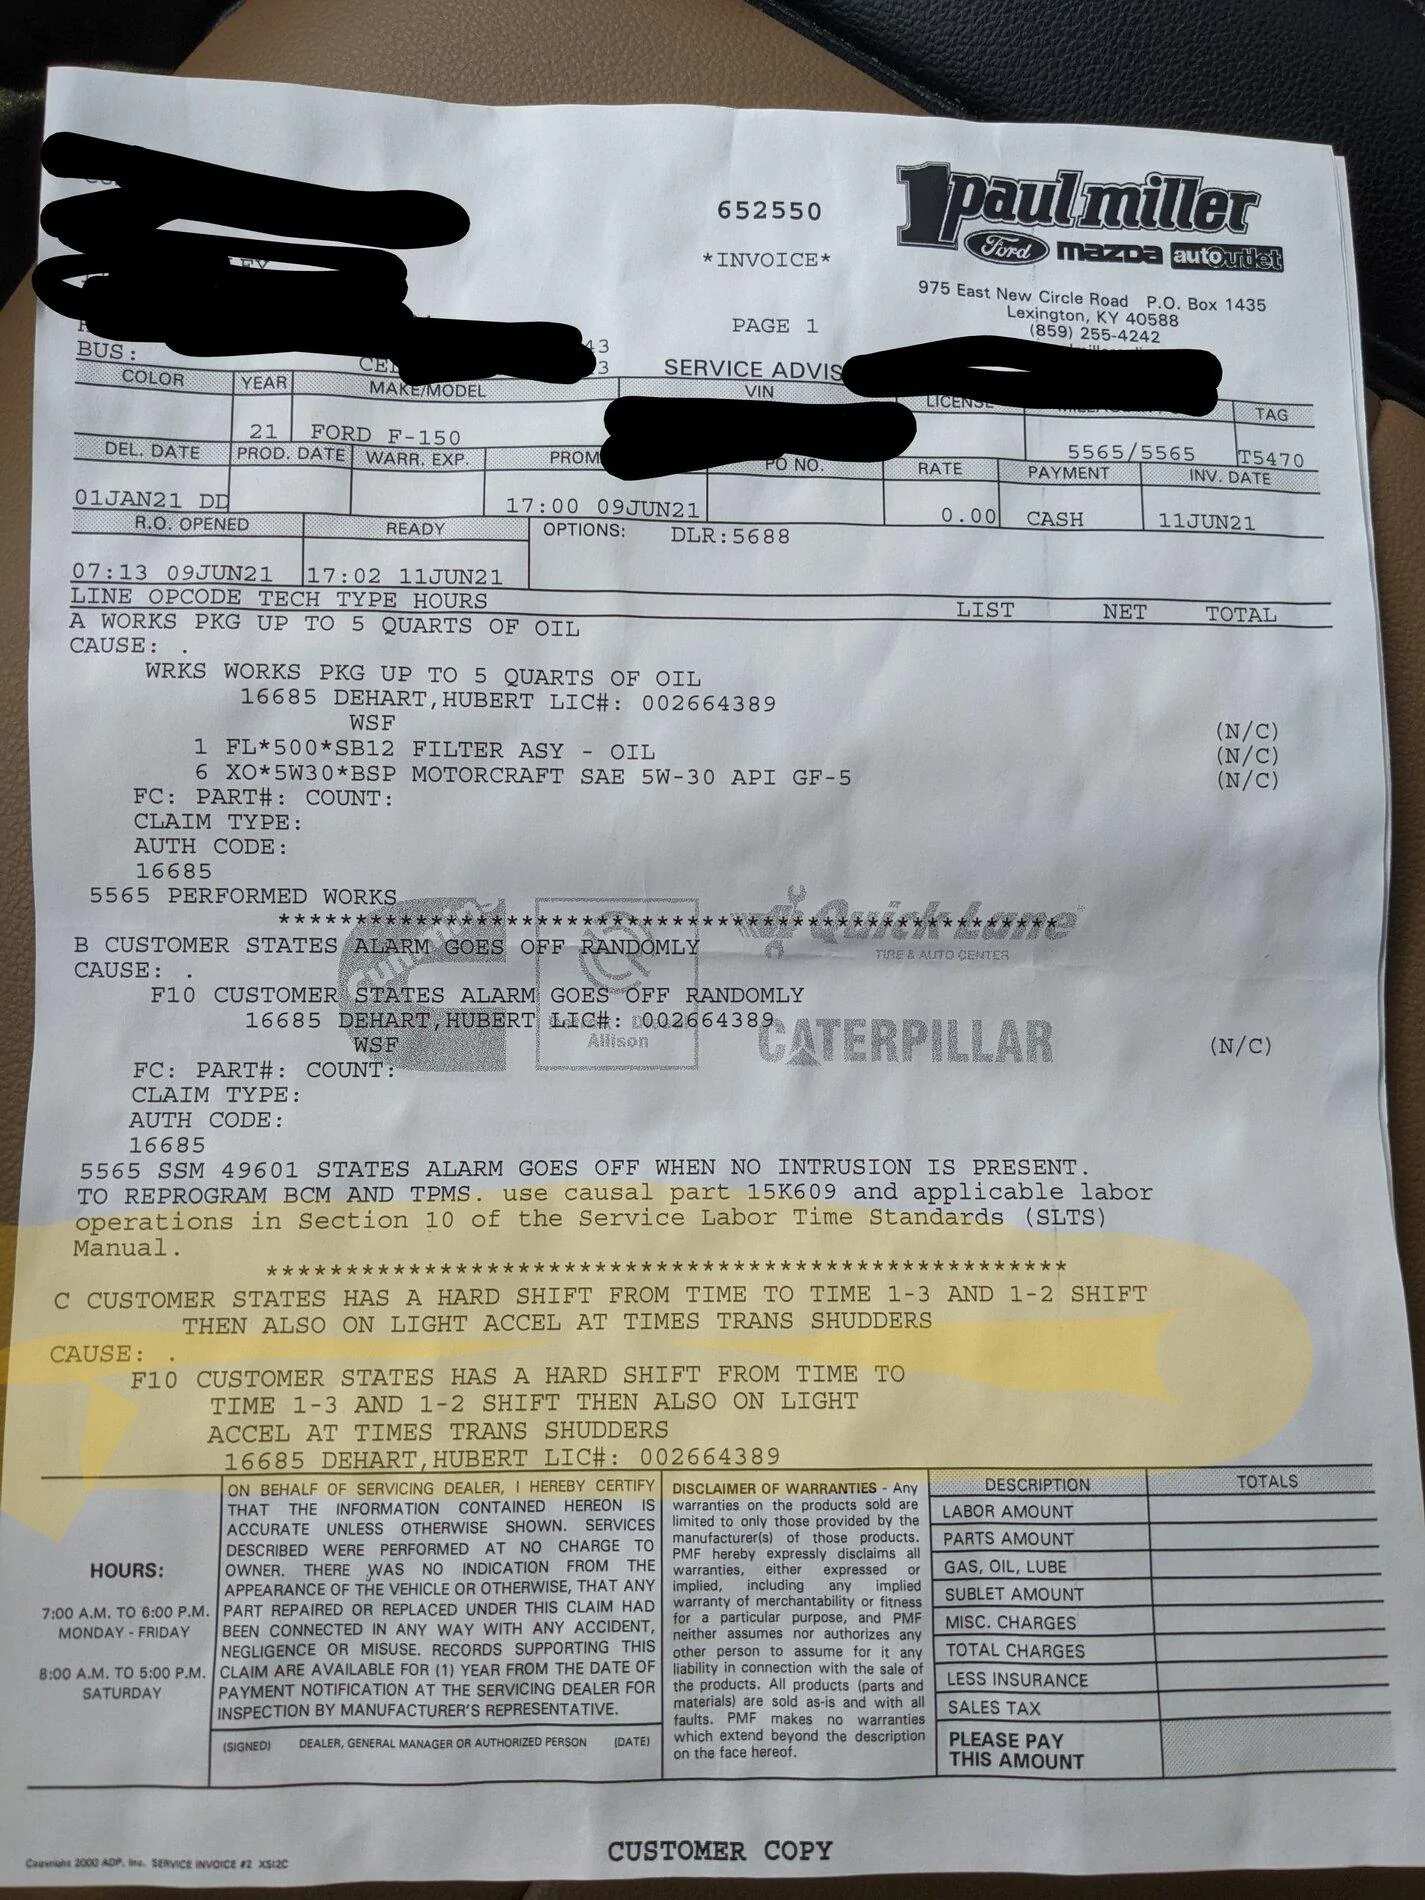 652550
*INVOICE*
PAGE 1
1paul miller
Ford mazda autoutlet
975 East New Circle Road P.O. Box 1435
Lexington, KY 40588
(859) 255-4242
43
3
BUS:
SERVICE ADVIS
COLOR YEAR MAKE/MODEL VIN LICENSE TAG
21 FORD F-150 5565/5565 T5470
DEL. DATE PROD. DATE WARR. EXP. PROM PO NO. RATE PAYMENT INV. DATE
01JAN21 DD 17:00 09JUN21 0.00 CASH 11JUN21
R.O. OPENED READY OPTIONS: DLR:5688
07:13 09JUN21 17:02 11JUN21
LINE OPCODE TECH TYPE HOURS LIST NET TOTAL
A WORKS PKG UP TO 5 QUARTS OF OIL
CAUSE: .
WRKS WORKS PKG UP TO 5 QUARTS OF OIL
16685 DEHART,HUBERT LIC#: 002664389
WSF (N/C)
1 FL*500*SB12 FILTER ASY - OIL (N/C)
6 XO*5W30*BSP MOTORCRAFT SAE 5W-30 API GF-5 (N/C)
FC: PART#: COUNT:
CLAIM TYPE:
AUTH CODE:
16685
5565 PERFORMED WORKS
*************************************************
Quick Lane
TIRE & AUTO CENTER
B CUSTOMER STATES ALARM GOES OFF RANDOMLY
CAUSE: .
F10 CUSTOMER STATES ALARM GOES OFF RANDOMLY
16685 DEHART,HUBERT LIC#: 002664389
Allison
CATERPILLAR
WSF (N/C)
FC: PART#: COUNT:
CLAIM TYPE:
AUTH CODE:
16685
5565 SSM 49601 STATES ALARM GOES OFF WHEN NO INTRUSION IS PRESENT.
TO REPROGRAM BCM AND TPMS. use causal part 15K609 and applicable labor
operations in Section 10 of the Service Labor Time Standards (SLTS)
Manual.
*************************************************
C CUSTOMER STATES HAS A HARD SHIFT FROM TIME TO TIME 1-3 AND 1-2 SHIFT
THEN ALSO ON LIGHT ACCEL AT TIMES TRANS SHUDDERS
CAUSE: .
F10 CUSTOMER STATES HAS A HARD SHIFT FROM TIME TO
TIME 1-3 AND 1-2 SHIFT THEN ALSO ON LIGHT
ACCEL AT TIMES TRANS SHUDDERS
16685 DEHART,HUBERT LIC#: 002664389
HOURS:
7:00 A.M. TO 6:00 P.M.
MONDAY - FRIDAY
8:00 A.M. TO 5:00 P.M.
SATURDAY
ON BEHALF OF SERVICING DEALER, I HEREBY CERTIFY
THAT THE INFORMATION CONTAINED HEREON IS
ACCURATE UNLESS OTHERWISE SHOWN. SERVICES
DESCRIBED WERE PERFORMED AT NO CHARGE TO
OWNER. THERE WAS NO INDICATION FROM THE
APPEARANCE OF THE VEHICLE OR OTHERWISE, THAT ANY
PART REPAIRED OR REPLACED UNDER THIS CLAIM HAD
BEEN CONNECTED IN ANY WAY WITH ANY ACCIDENT,
NEGLIGENCE OR MISUSE. RECORDS SUPPORTING THIS
CLAIM ARE AVAILABLE FOR (1) YEAR FROM THE DATE OF
PAYMENT NOTIFICATION AT THE SERVICING DEALER FOR
INSPECTION BY MANUFACTURER'S REPRESENTATIVE.
(SIGNED) DEALER, GENERAL MANAGER OR AUTHORIZED PERSON (DATE)
DISCLAIMER OF WARRANTIES - Any
warranties on the products sold are
limited to only those provided by the
manufacturer(s) of those products.
PMF hereby expressly disclaims all
warranties, either expressed or
implied, including any implied
warranty of merchantability or fitness
for a particular purpose, and PMF
neither assumes nor authorizes any
other person to assume for it any
liability in connection with the sale of
the products. All products (parts and
materials) are sold as-is and with all
faults. PMF makes no warranties
which extend beyond the description
on the face hereof.
DESCRIPTION TOTALS
LABOR AMOUNT
PARTS AMOUNT
GAS, OIL, LUBE
SUBLET AMOUNT
MISC. CHARGES
TOTAL CHARGES
LESS INSURANCE
SALES TAX
PLEASE PAY
THIS AMOUNT
CUSTOMER COPY
Copyright 2000 ADP, Inc. SERVICE INVOICE #2 XSI2C